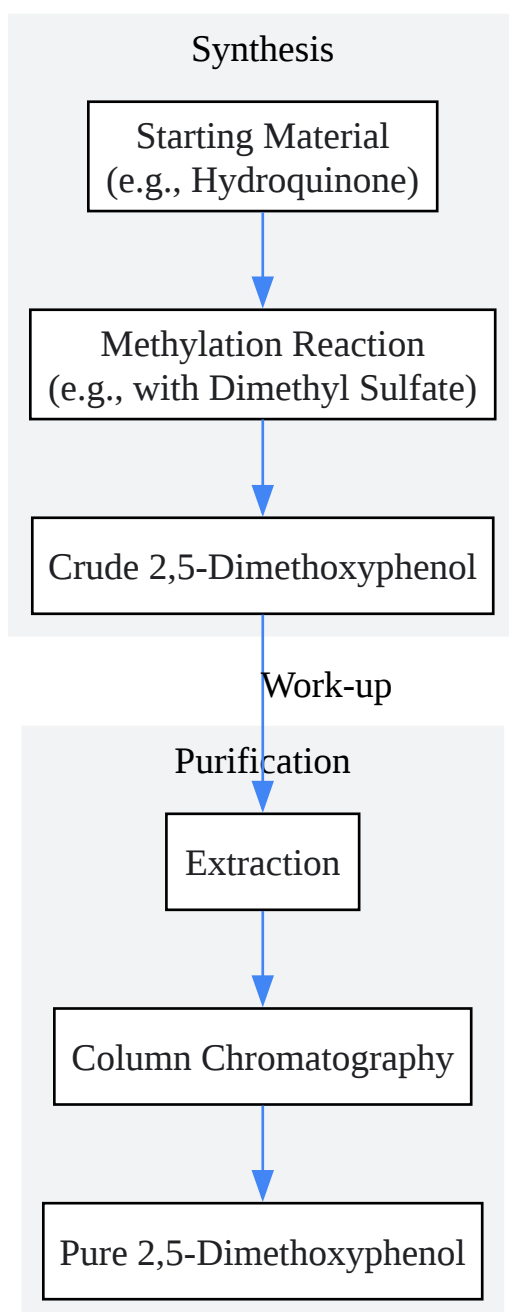 Synthesis
Starting Material
(e.g., Hydroquinone)
Methylation Reaction
(e.g., with Dimethyl Sulfate)
Crude 2,5-Dimethoxyphenol
Work-up
Purification
Extraction
Column Chromatography
Pure 2,5-Dimethoxyphenol